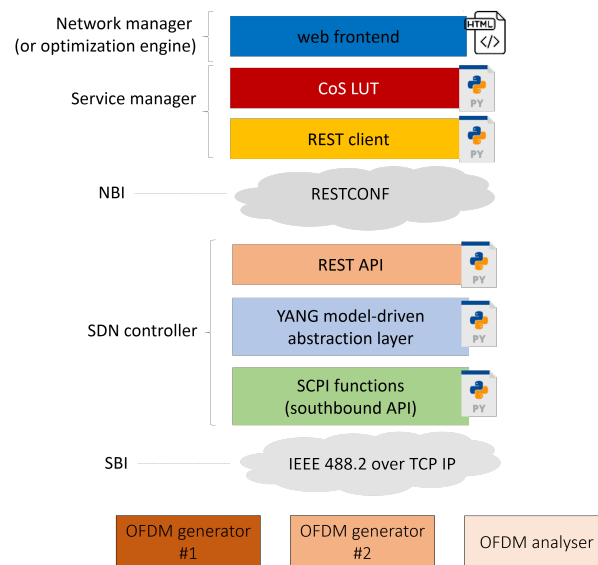 Network manager
(or optimization engine)
web frontend
HTML
</>
Service manager
CoS LUT
PY
REST client
PY
NBI
RESTCONF
REST API
PY
SDN controller
YANG model-driven
abstraction layer
PY
SCPI functions
(southbound API)
PY
SBI
IEEE 488.2 over TCP IP
OFDM generator
#1
OFDM generator
#2
OFDM analyser